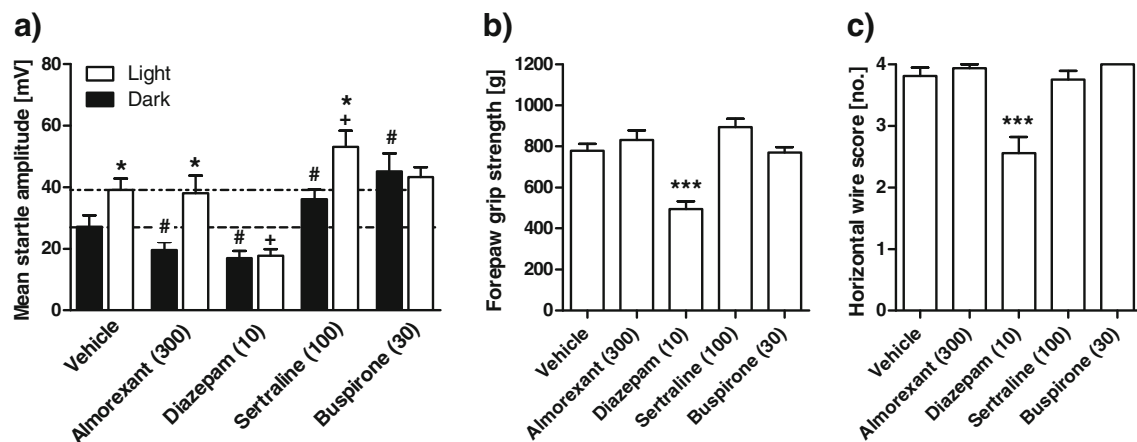 a)
Mean startle amplitude [mV]
80
60
40
20
0
Light
Dark
*
#
*
#
+
#
*
+
#
Vehicle
Almorexant (300)
Diazepam (10)
Sertraline (100)
Buspirone (30)
b)
Forepaw grip strength [g]
1200
1000
800
600
400
200
0
***
Vehicle
Almorexant (300)
Diazepam (10)
Sertraline (100)
Buspirone (30)
c)
Horizontal wire score [no.]
4
3
2
1
0
***
Vehicle
Almorexant (300)
Diazepam (10)
Sertraline (100)
Buspirone (30)